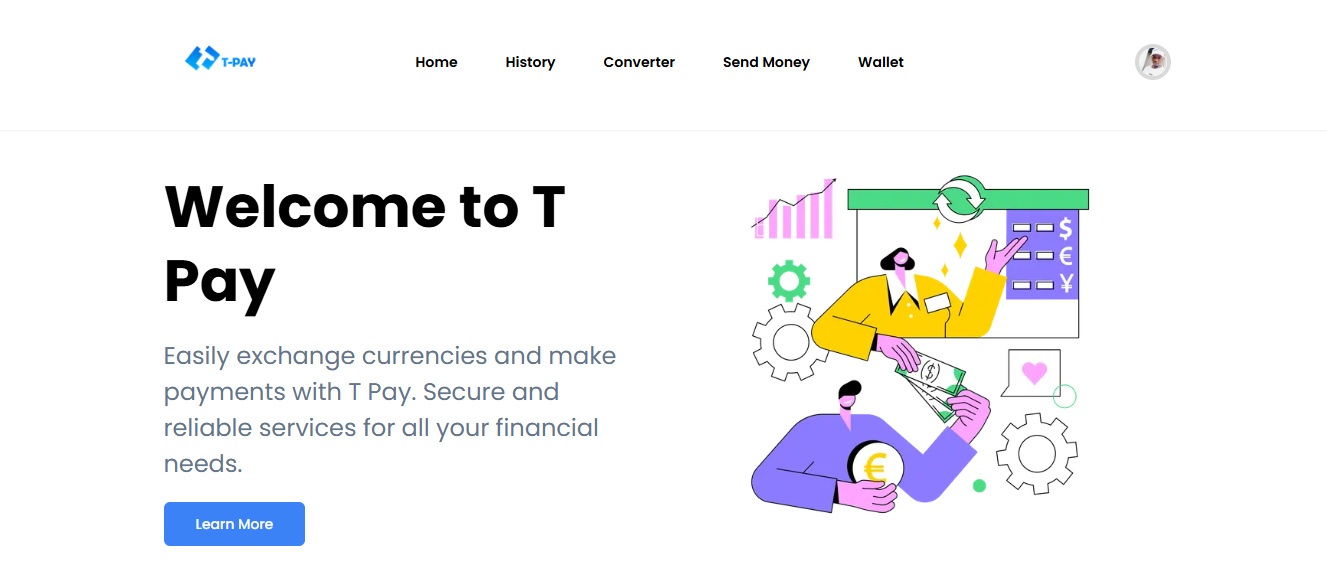 T-PAY
Home
History
Converter
Send Money
Wallet
Welcome to T
Pay
Easily exchange currencies and make
payments with T Pay. Secure and
reliable services for all your financial
needs.
Learn More
$
€
¥
$
€